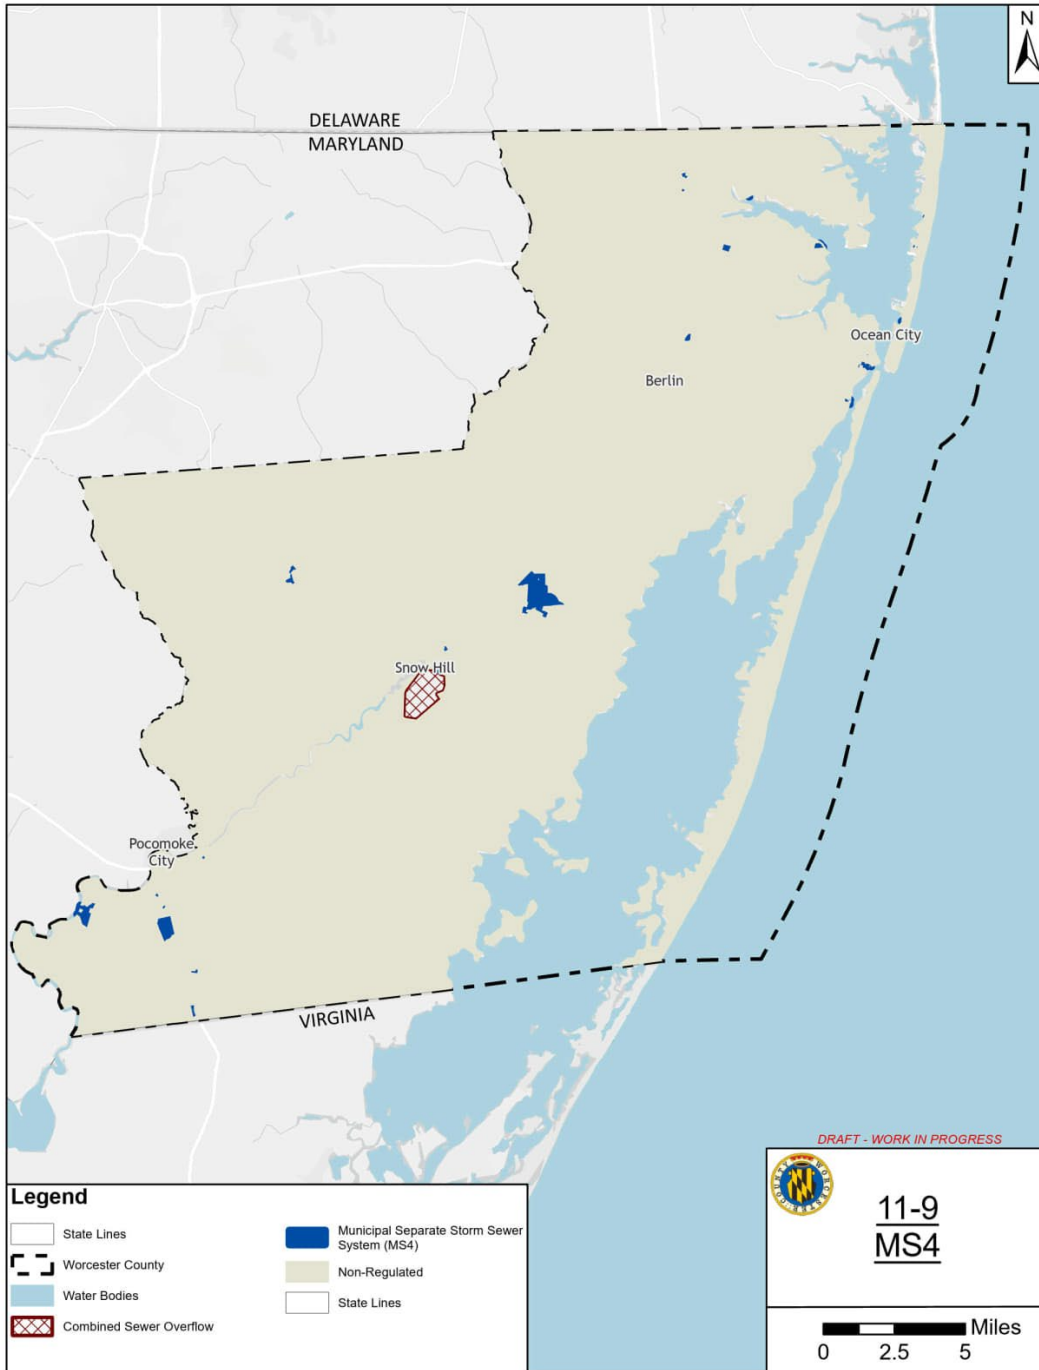 N
DELAWARE
MARYLAND
Ocean City
Berlin
Snow Hill
Pocomoke
City
VIRGINIA
DRAFT - WORK IN PROGRESS
Legend
State Lines
Worcester County
Water Bodies
Combined Sewer Overflow
Municipal Separate Storm Sewer
System (MS4)
Non-Regulated
State Lines
WORCESTER COUNTY
11-9
MS4
Miles
0 2.5 5